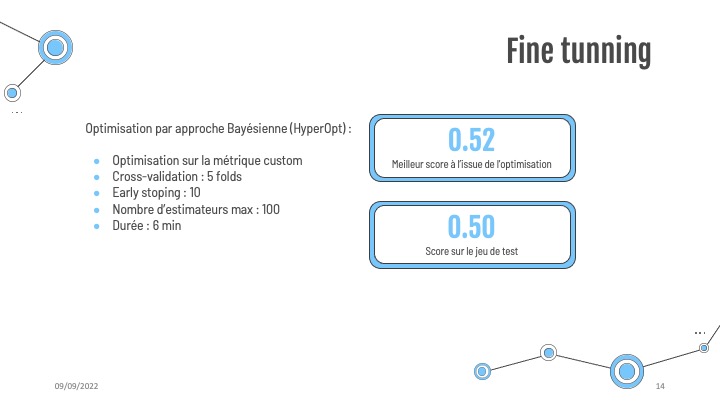 Fine tunning
Optimisation par approche Bayésienne (HyperOpt) :
Optimisation sur la métrique custom
Cross-validation : 5 folds
Early stoping : 10
Nombre d'estimateurs max : 100
Durée : 6 min
0.52
Meilleur score à l'issue de l'optimisation
0.50
Score sur le jeu de test
09/09/2022
14